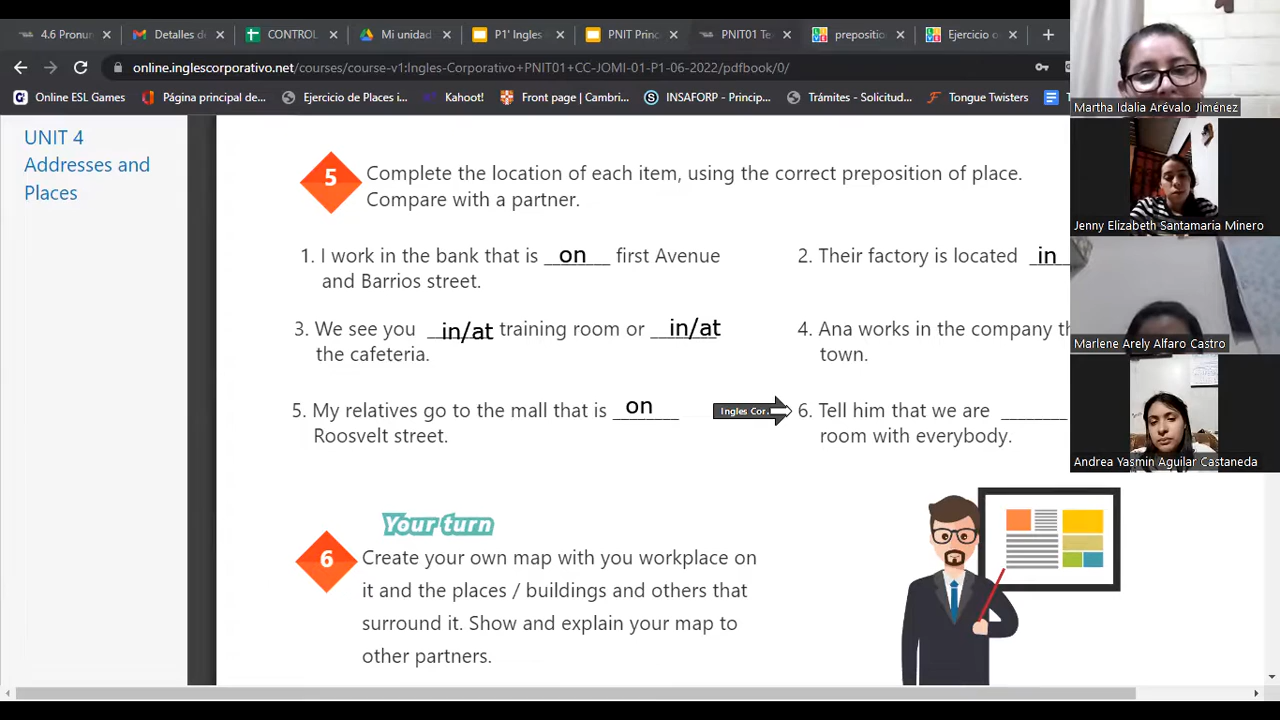 4.6 Pronun
Detalles de
CONTROL
Mi unidad
P1' Ingles
PNIT Princ
PNIT01 Te
preposition
Ejercicio o
online.inglescorporativo.net/courses/course-v1:Ingles-Corporativo+PNIT01+CC-JOMI-01-P1-06-2022/pdfbook/0/
Online ESL Games
Página principal de...
Ejercicio de Places i...
Kahoot!
Front page | Cambri...
INSAFORP - Princip...
Trámites - Solicitud...
Tongue Twisters
Martha Idalia Arévalo Jiménez
Jenny Elizabeth Santamaria Minero
Marlene Arely Alfaro Castro
Andrea Yasmin Aguilar Castaneda
UNIT 4
Addresses and
Places
5
Complete the location of each item, using the correct preposition of place.
Compare with a partner.
1. I work in the bank that is on first Avenue
and Barrios street.
2. Their factory is located in
3. We see you in/at training room or in/at
the cafeteria.
4. Ana works in the company th
town.
5. My relatives go to the mall that is on
Roosvelt street.
Ingles Cor...
6. Tell him that we are ______
room with everybody.
Your turn
6
Create your own map with you workplace on
it and the places / buildings and others that
surround it. Show and explain your map to
other partners.